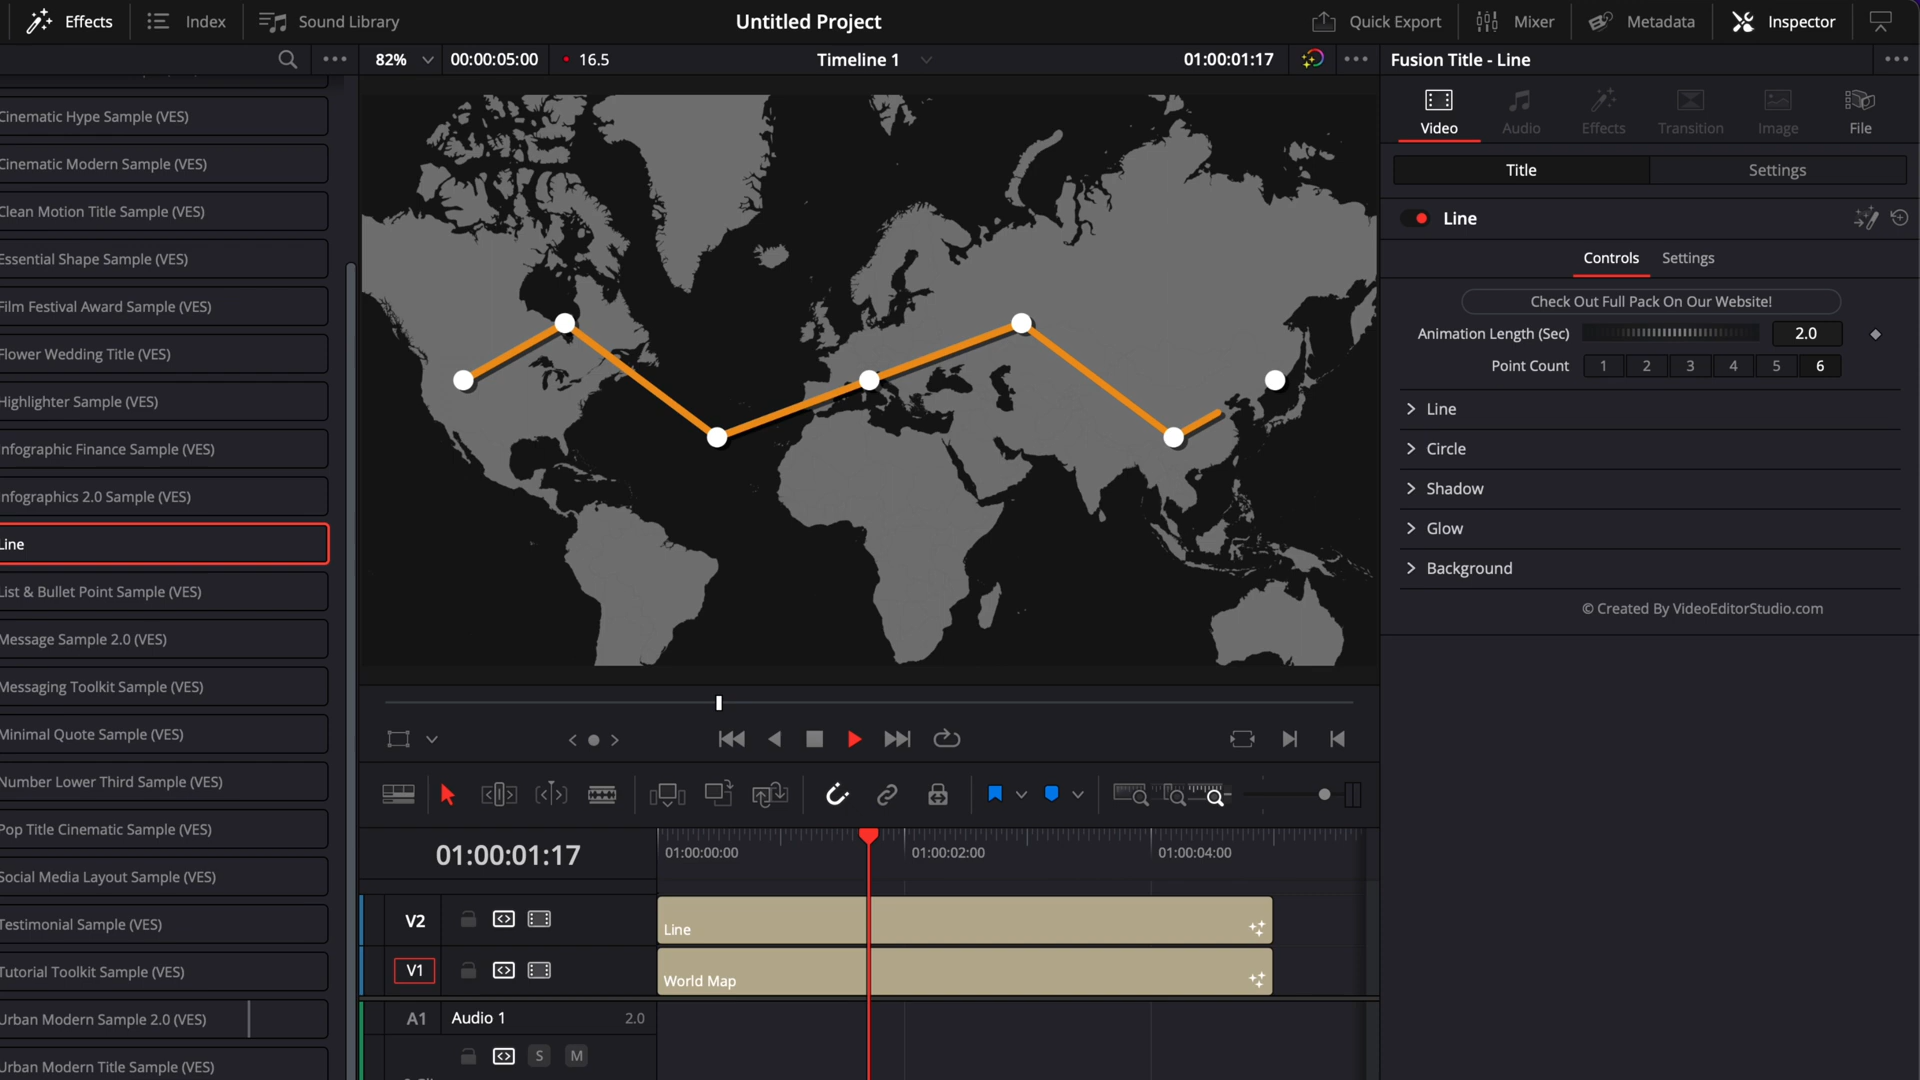 Effects
Index
Sound Library
Untitled Project
Quick Export
Mixer
Metadata
Inspector
82%
00:00:05:00
16.5
Timeline 1
01:00:01:17
Fusion Title - Line
Cinematic Hype Sample (VES)
Cinematic Modern Sample (VES)
Clean Motion Title Sample (VES)
Essential Shape Sample (VES)
Film Festival Award Sample (VES)
Flower Wedding Title (VES)
Highlighter Sample (VES)
Infographic Finance Sample (VES)
Infographics 2.0 Sample (VES)
Line
List & Bullet Point Sample (VES)
Message Sample 2.0 (VES)
Messaging Toolkit Sample (VES)
Minimal Quote Sample (VES)
Number Lower Third Sample (VES)
Pop Title Cinematic Sample (VES)
Social Media Layout Sample (VES)
Testimonial Sample (VES)
Tutorial Toolkit Sample (VES)
Urban Modern Sample 2.0 (VES)
Urban Modern Title Sample (VES)
Video
Audio
Effects
Transition
Image
File
Title
Settings
Line
Controls
Settings
Check Out Full Pack On Our Website!
Animation Length (Sec)
2.0
Point Count
1
2
3
4
5
6
Line
Circle
Shadow
Glow
Background
© Created By VideoEditorStudio.com
01:00:01:17
01:00:00:00
01:00:02:00
01:00:04:00
V2
Line
V1
World Map
A1
Audio 1
2.0
S
M